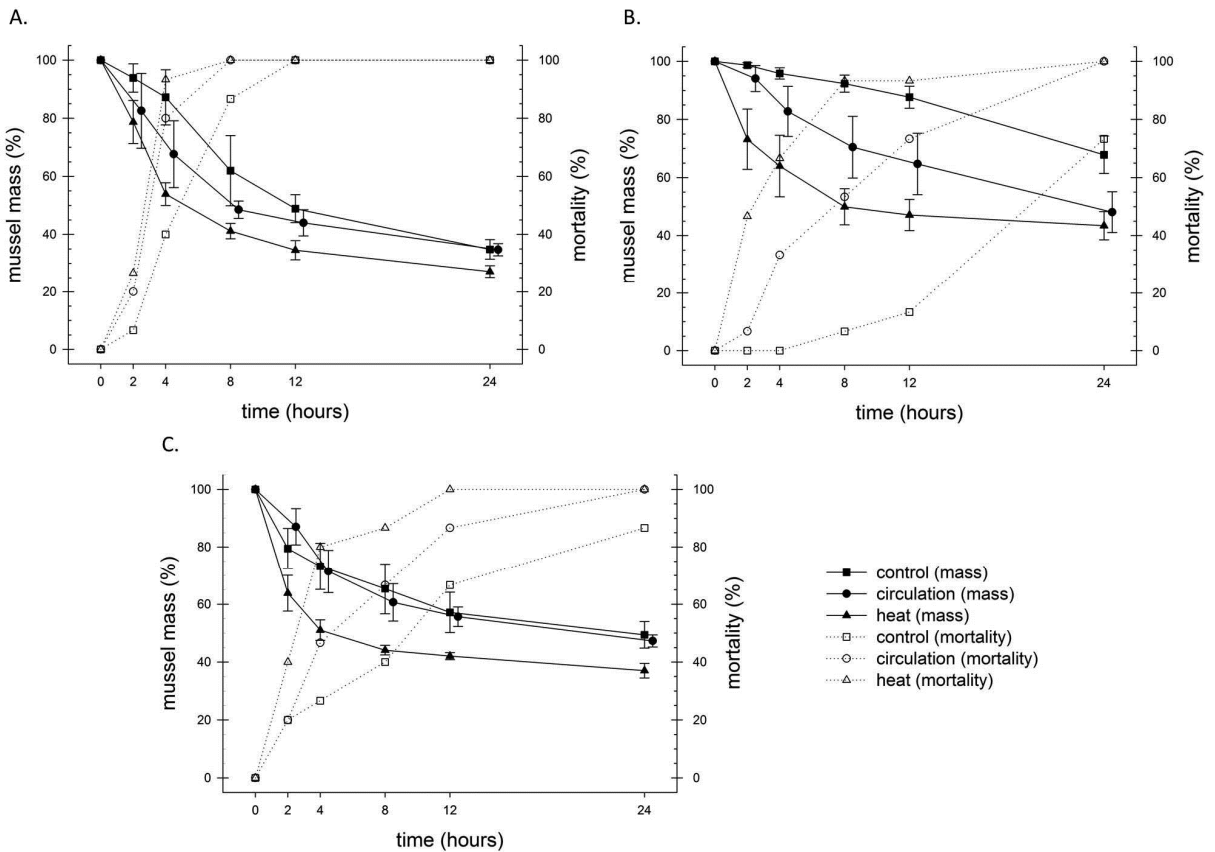 A.
100
80
60
40
20
0
mussel mass (%)
100
80
60
40
20
0
mortality (%)
0 2 4 8 12 24
time (hours)
B.
100
80
60
40
20
0
mussel mass (%)
100
80
60
40
20
0
mortality (%)
0 2 4 8 12 24
time (hours)
C.
100
80
60
40
20
0
mussel mass (%)
100
80
60
40
20
0
mortality (%)
0 2 4 8 12 24
time (hours)
control (mass)
circulation (mass)
heat (mass)
control (mortality)
circulation (mortality)
heat (mortality)